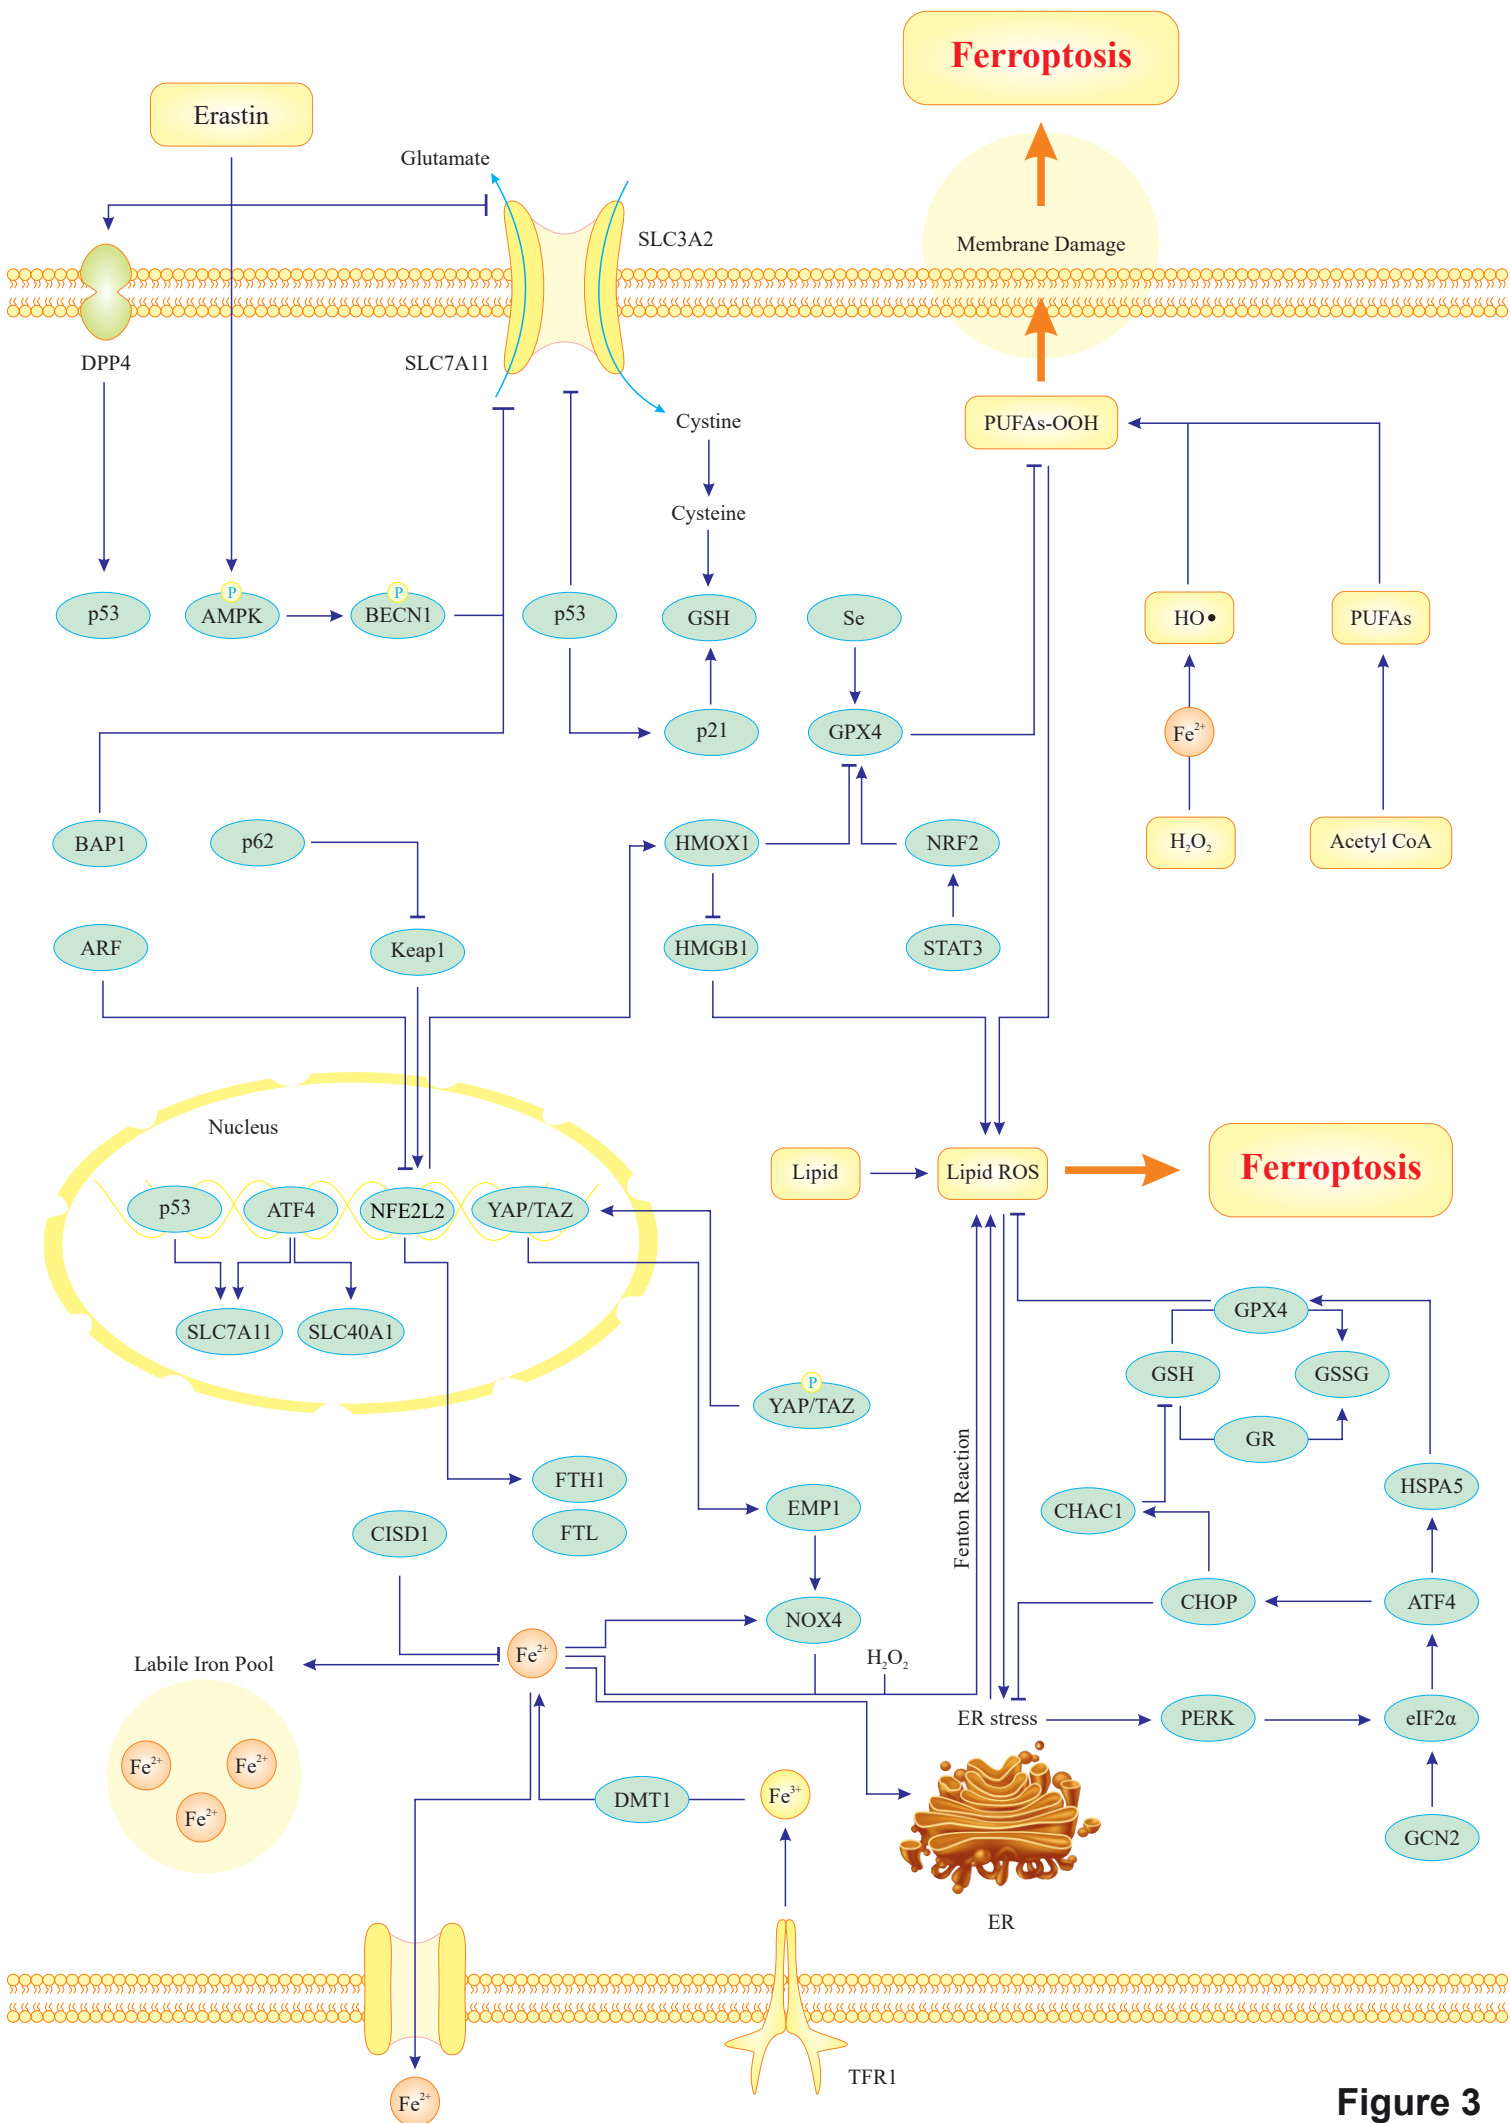 Ferroptosis
Erastin
Glutamate
SLC3A2
Membrane Damage
DPP4
SLC7A11
Cystine
PUFAs-OOH
Cysteine
p53
P
AMPK
P
BECN1
p53
GSH
Se
HO•
PUFAs
p21
GPX4
Fe²⁺
BAP1
p62
HMOX1
NRF2
H₂O₂
Acetyl CoA
ARF
Keap1
HMGB1
STAT3
Nucleus
Lipid
Lipid ROS
Ferroptosis
p53
ATF4
NFE2L2
YAP/TAZ
SLC7A11
SLC40A1
GPX4
GSH
GSSG
P
YAP/TAZ
GR
Fenton Reaction
FTH1
HSPA5
EMP1
CHAC1
CISD1
FTL
CHOP
ATF4
NOX4
Fe²⁺
H₂O₂
Labile Iron Pool
ER stress
PERK
eIF2α
Fe²⁺
Fe²⁺
Fe²⁺
DMT1
Fe³⁺
GCN2
ER
TFR1
Fe²⁺
Figure 3